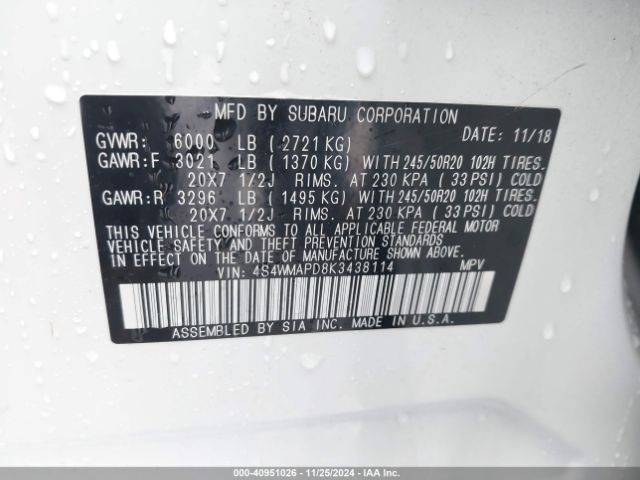 MFD BY SUBARU CORPORATION
DATE: 11/18
GVWR: 6000 LB (2721 KG)
GAWR:F 3021 LB (1370 KG) WITH 245/50R20 102H TIRES.
20X7 1/2J RIMS. AT 230 KPA (33 PSI) COLD
GAWR:R 3296 LB (1495 KG) WITH 245/50R20 102H TIRES.
20X7 1/2J RIMS. AT 230 KPA (33 PSI) COLD
THIS VEHICLE CONFORMS TO ALL APPLICABLE FEDERAL MOTOR
VEHICLE SAFETY AND THEFT PREVENTION STANDARDS
IN EFFECT ON THE DATE OF MANUFACTURE SHOWN ABOVE.
VIN: 4S4WMAPD8K3438114 MPV
ASSEMBLED BY SIA INC. MADE IN U.S.A.
000-40951026 - 11/25/2024 - IAA Inc.